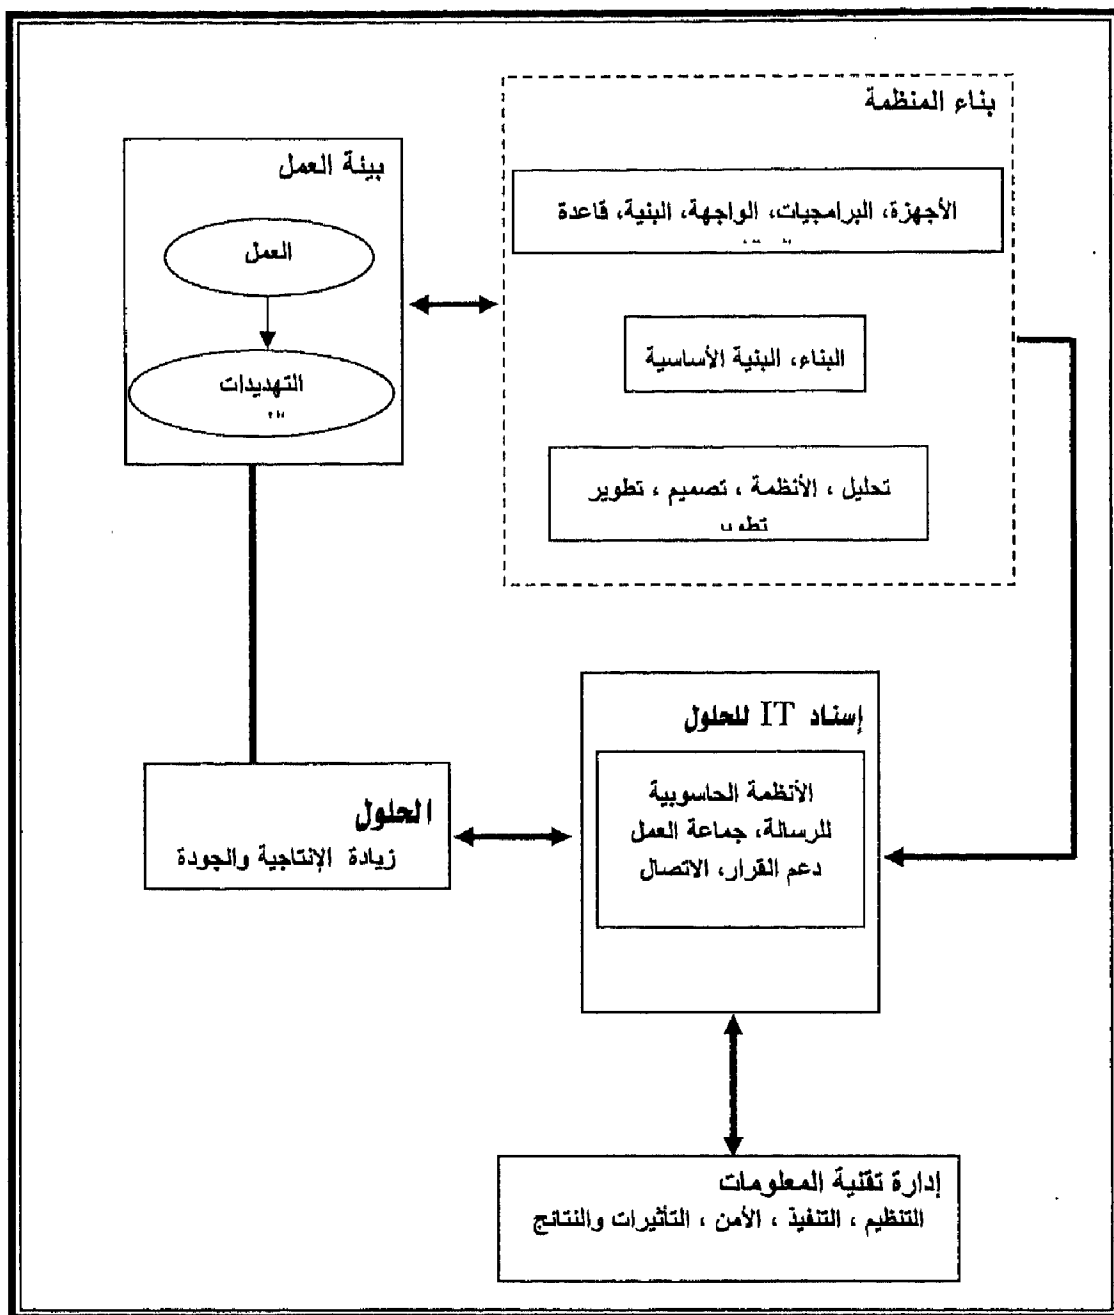 بناء المنظمة
الأجهزة، البرامجيات، الواجهة، البنية، قاعدة
البناء، البنية الأساسية
تحليل ، الأنظمة ، تصميم ، تطوير
تطوير
بيئة العمل
العمل
التهديدات
إسناد IT للحلول
الأنظمة الحاسوبية
للرسالة، جماعة العمل
دعم القرار، الاتصال
الحلول
زيادة الإنتاجية والجودة
إدارة تقنية المعلومات
التنظيم ، التنفيذ ، الأمن ، التأثيرات والنتائج